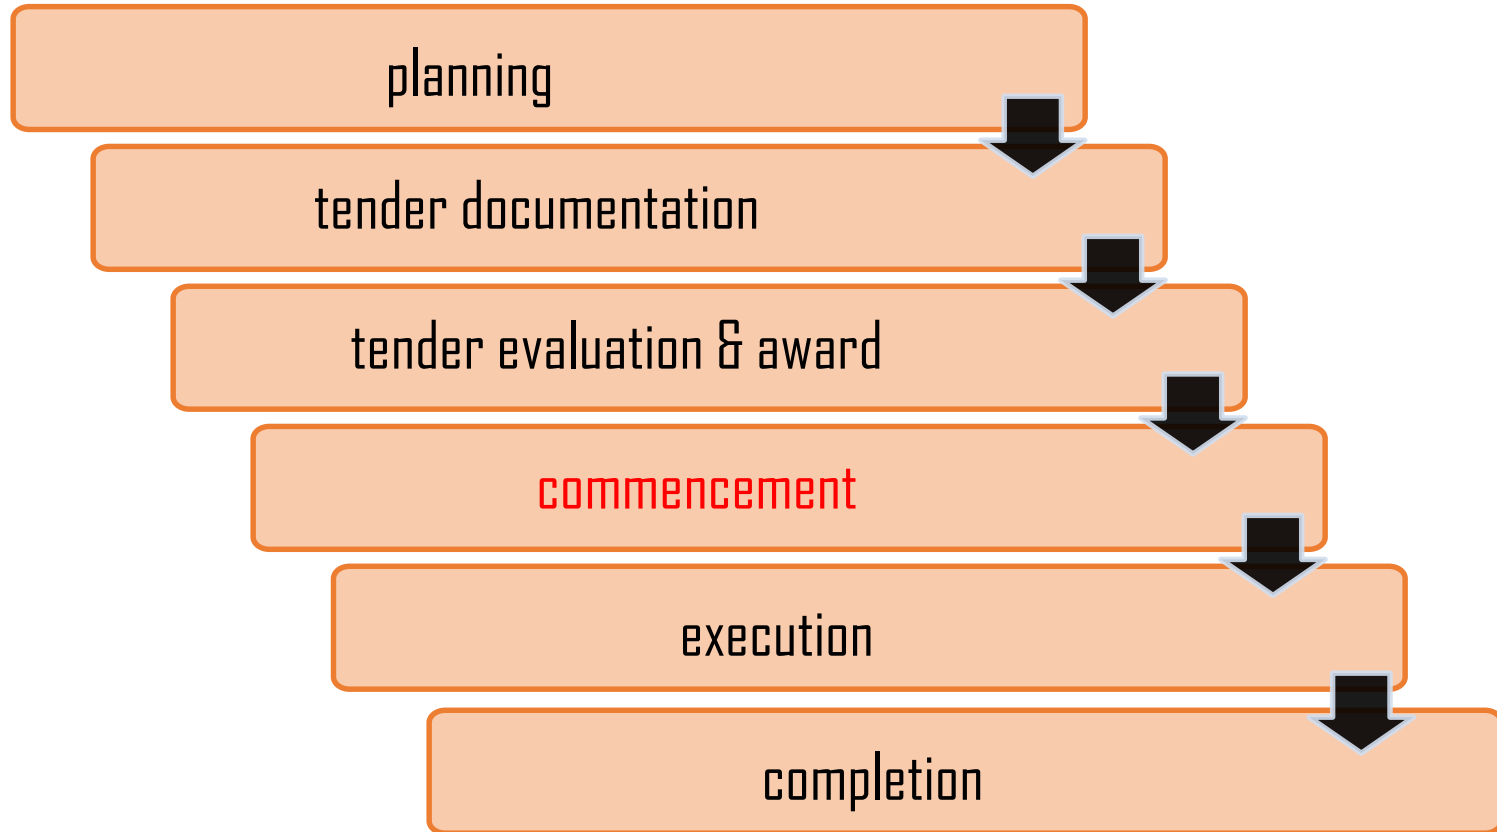 planning
tender documentation
tender evaluation & award
commencement
execution
completion